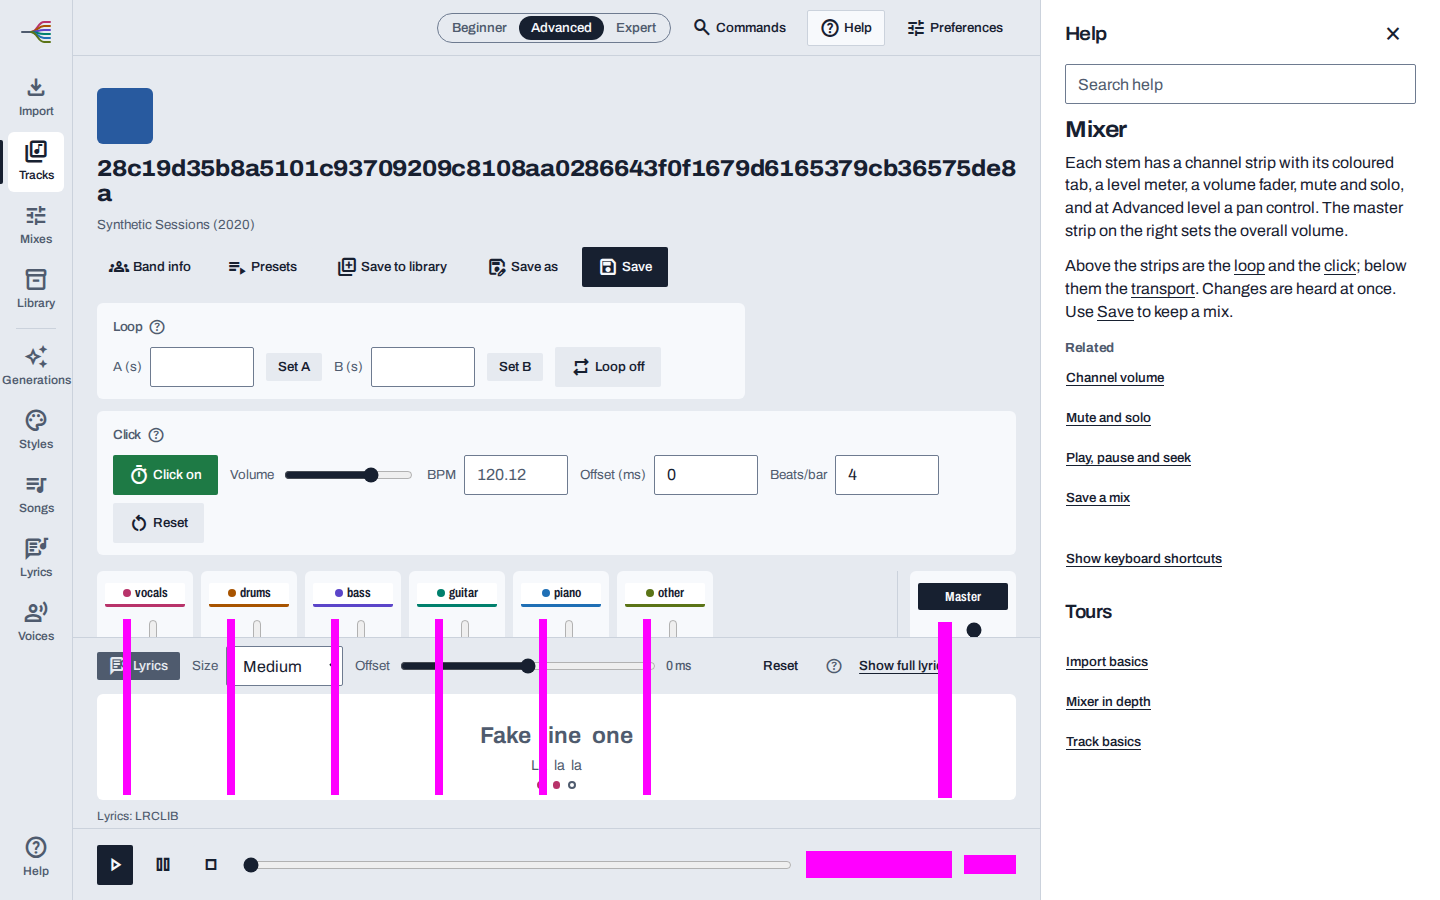 Beginner Advanced Expert Commands Help Preferences
Import
Tracks
Mixes
Library
Generations
Styles
Songs
Lyrics
Voices
Help
28c19d35b8a5101c93709209c8108aa0286643f0f1679d6165379cb36575de8
a
Synthetic Sessions (2020)
Band info Presets Save to library Save as Save
Loop ?
A (s) Set A B (s) Set B Loop off
Click ?
Click on Volume BPM 120.12 Offset (ms) 0 Beats/bar 4
Reset
vocals drums bass guitar piano other Master
Lyrics Size Medium Offset 0 ms Reset ? Show full
Fake one
la la
Lyrics: LRCLIB
Help
Search help
Mixer
Each stem has a channel strip with its coloured
tab, a level meter, a volume fader, mute and solo,
and at Advanced level a pan control. The master
strip on the right sets the overall volume.
Above the strips are the loop and the click; below
them the transport. Changes are heard at once.
Use Save to keep a mix.
Related
Channel volume
Mute and solo
Play, pause and seek
Save a mix
Show keyboard shortcuts
Tours
Import basics
Mixer in depth
Track basics